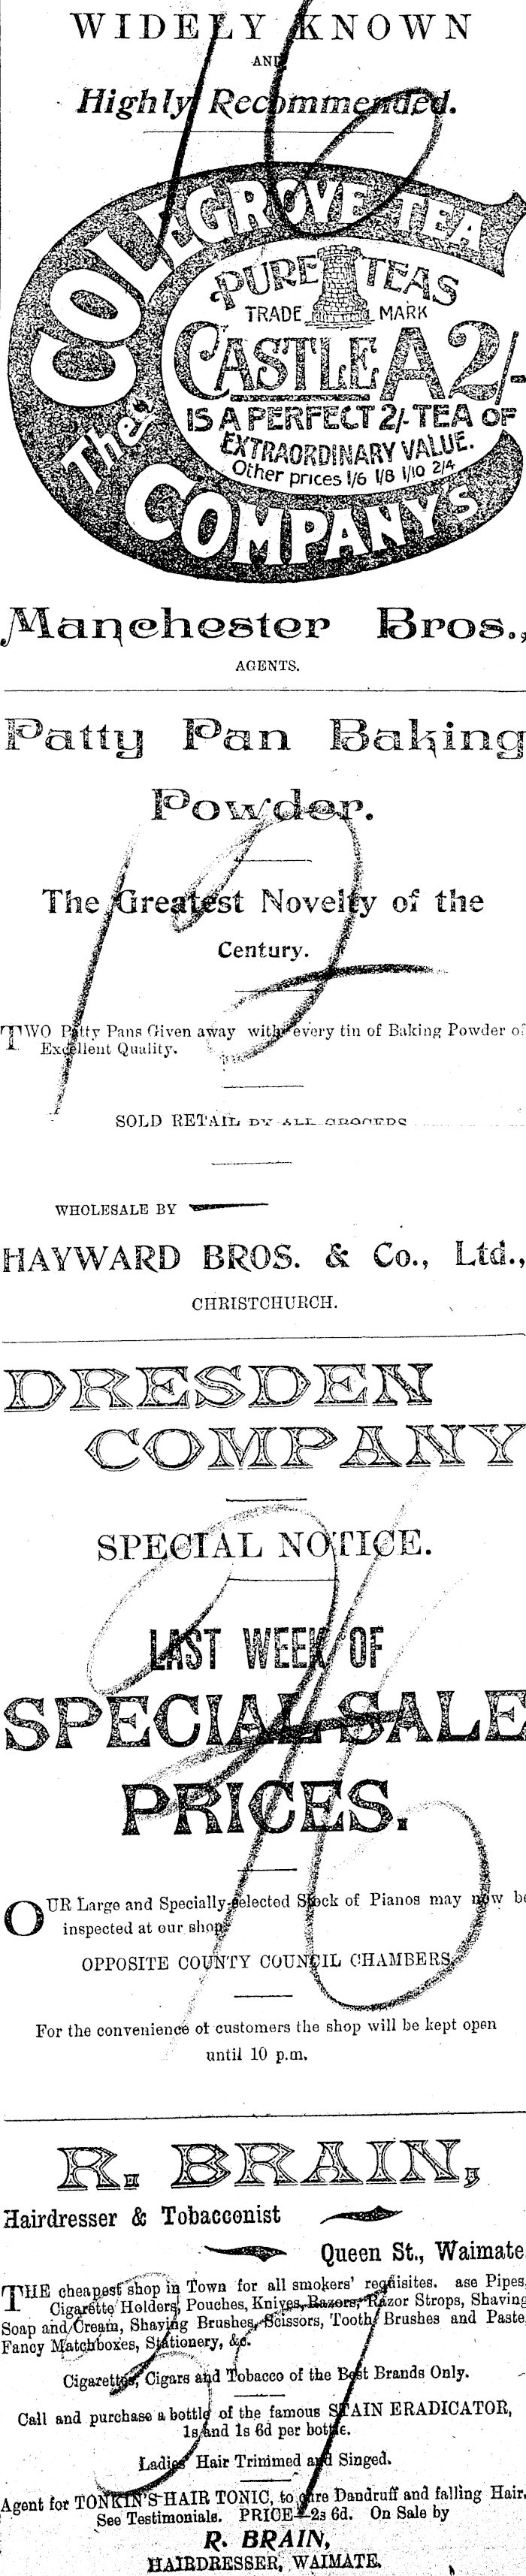 WIDELY KNOWN
AND
Highly Recommended.
The COLEGROVE TEA
COMPANY'S
PURE TEAS
TRADE MARK
CASTLE A 2/-
IS A PERFECT 2/- TEA OF
EXTRAORDINARY VALUE.
Other prices 1/6 1/8 1/10 2/4
Manchester Bros.,
AGENTS.
Patty Pan Baking
Powder.
The Greatest Novelty of the
Century.
TWO Patty Pans Given away with every tin of Baking Powder of
Excellent Quality.
SOLD RETAIL BY ALL GROCERS
WHOLESALE BY
HAYWARD BROS. & Co., Ltd.,
CHRISTCHURCH.
DRESDEN
COMPANY
SPECIAL NOTICE.
LAST WEEK OF
SPECIAL SALE
PRICES.
OUR Large and Specially-selected Stock of Pianos may now be
inspected at our shop
OPPOSITE COUNTY COUNCIL CHAMBERS.
For the convenience of customers the shop will be kept open
until 10 p.m.
R. BRAIN,
Hairdresser & Tobacconist
Queen St., Waimate
THE cheapest shop in Town for all smokers' requisites. ase Pipes,
Cigarette Holders, Pouches, Knives, Razors, Razor Strops, Shaving
Soap and Cream, Shaving Brushes, Scissors, Tooth Brushes and Paste
Fancy Matchboxes, Stationery, &c.
Cigarettes, Cigars and Tobacco of the Best Brands Only.
Call and purchase a bottle of the famous STAIN ERADICATOR,
1s and 1s 6d per bottle.
Ladies' Hair Trimmed and Singed.
Agent for TONKIN'S HAIR TONIC, to cure Dandruff and falling Hair.
See Testimonials. PRICE—2s 6d. On Sale by
R. BRAIN,
HAIRDRESSER, WAIMATE.